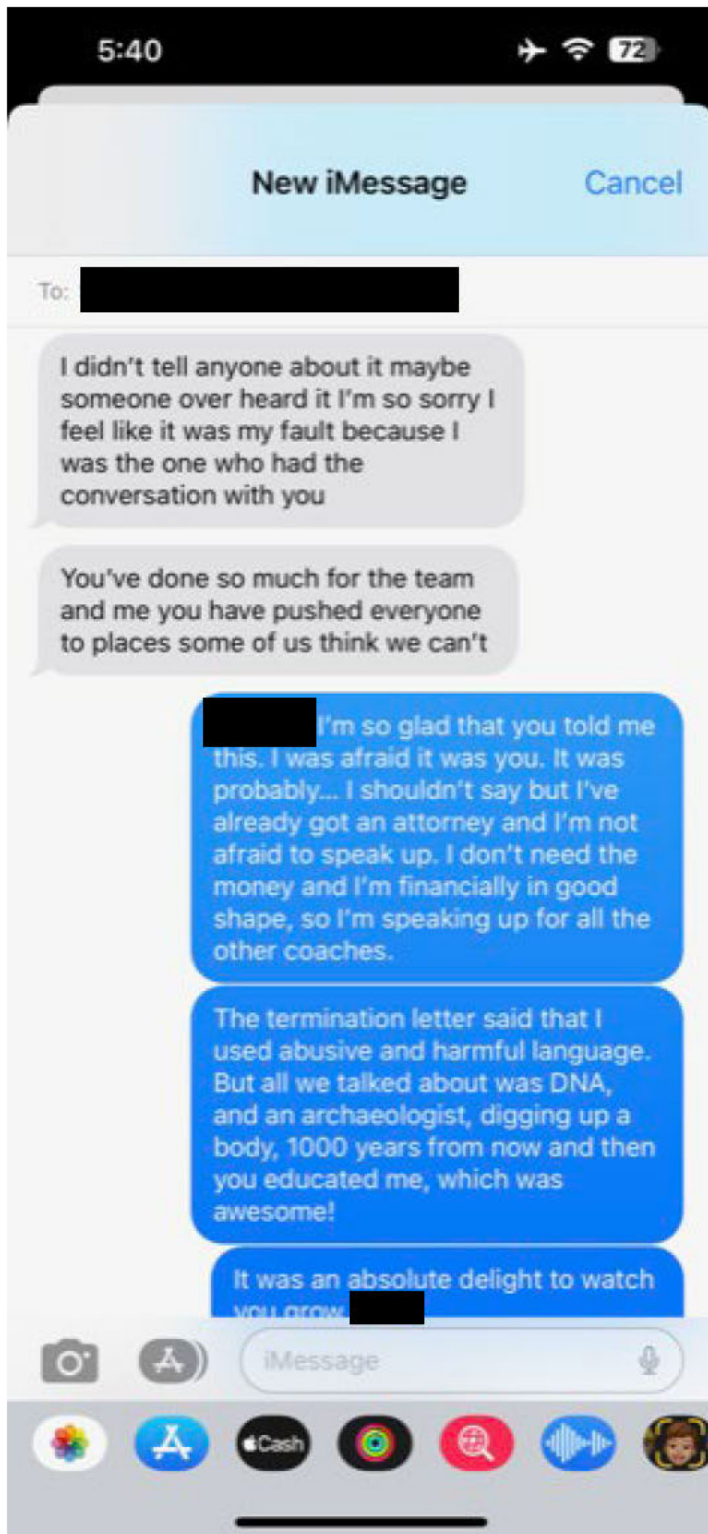 5:40
72
New iMessage
Cancel
To:
I didn't tell anyone about it maybe
someone over heard it I'm so sorry I
feel like it was my fault because I
was the one who had the
conversation with you
You've done so much for the team
and me you have pushed everyone
to places some of us think we can't
I'm so glad that you told me
this. I was afraid it was you. It was
probably... I shouldn't say but I've
already got an attorney and I'm not
afraid to speak up. I don't need the
money and I'm financially in good
shape, so I'm speaking up for all the
other coaches.
The termination letter said that I
used abusive and harmful language.
But all we talked about was DNA,
and an archaeologist, digging up a
body, 1000 years from now and then
you educated me, which was
awesome!
It was an absolute delight to watch
you grow
iMessage
Cash